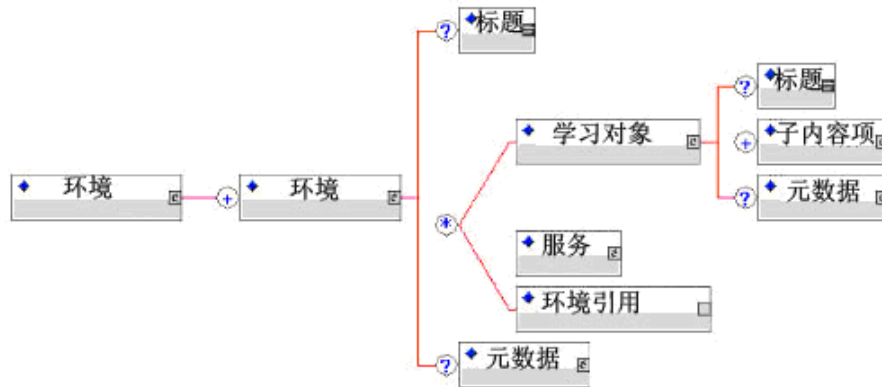 标题
标题
学习对象
子内容项
环境
环境
元数据
服务
环境引用
元数据